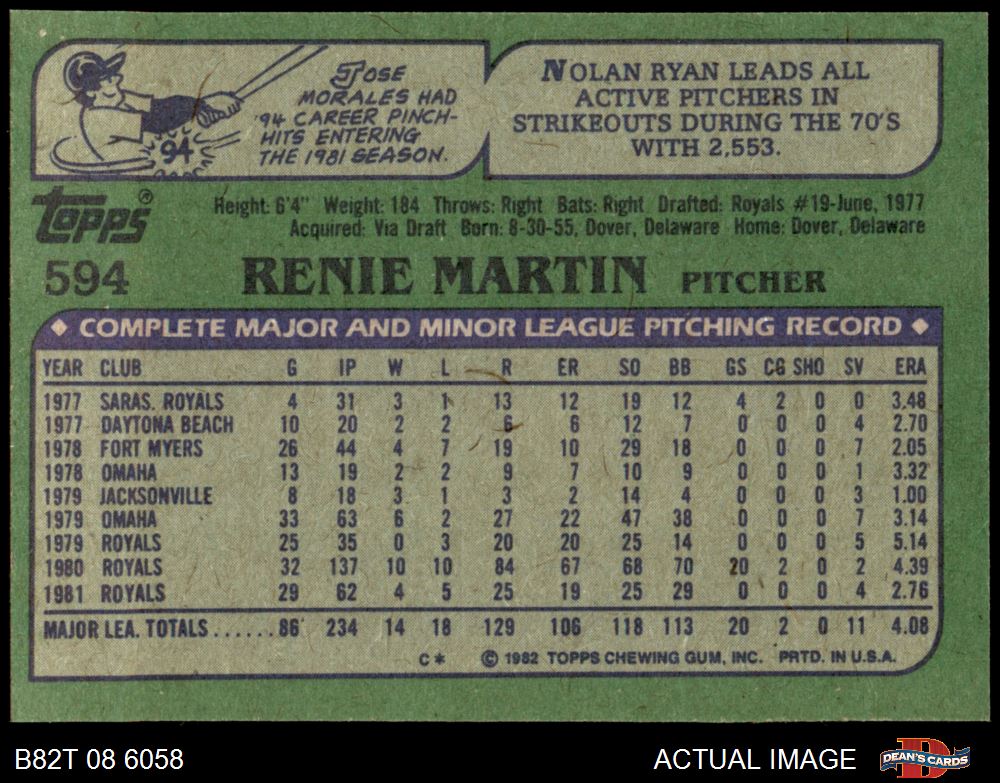 Jose
MORALES HAD
'94 CAREER PINCH-
HITS ENTERING
THE 1981 SEASON.
94
NOLAN RYAN LEADS ALL
ACTIVE PITCHERS IN
STRIKEOUTS DURING THE 70'S
WITH 2,553.
Topps®
Height: 6'4" Weight: 184 Throws: Right Bats: Right Drafted: Royals #19-June, 1977
Acquired: Via Draft Born: 8-30-55, Dover, Delaware Home: Dover, Delaware
594 RENIE MARTIN PITCHER
◆ COMPLETE MAJOR AND MINOR LEAGUE PITCHING RECORD ◆
YEAR CLUB G IP W L R ER SO BB GS CG SHO SV ERA
1977 SARAS. ROYALS 4 31 3 1 13 12 19 12 4 2 0 0 3.48
1977 DAYTONA BEACH 10 20 2 2 6 6 12 7 0 0 0 4 2.70
1978 FORT MYERS 26 44 4 7 19 10 29 18 0 0 0 7 2.05
1978 OMAHA 13 19 2 2 9 7 10 9 0 0 0 1 3.32
1979 JACKSONVILLE 8 18 3 1 3 2 14 4 0 0 0 3 1.00
1979 OMAHA 33 63 6 2 27 22 47 38 0 0 0 7 3.14
1979 ROYALS 25 35 0 3 20 20 25 14 0 0 0 5 5.14
1980 ROYALS 32 137 10 10 84 67 68 70 20 2 0 2 4.39
1981 ROYALS 29 62 4 5 25 19 25 29 0 0 0 4 2.76
MAJOR LEA. TOTALS......86 234 14 18 129 106 118 113 20 2 0 11 4.08
C* © 1982 TOPPS CHEWING GUM, INC. PRTD. IN U.S.A.
B82T 08 6058 ACTUAL IMAGE DEAN'S CARDS